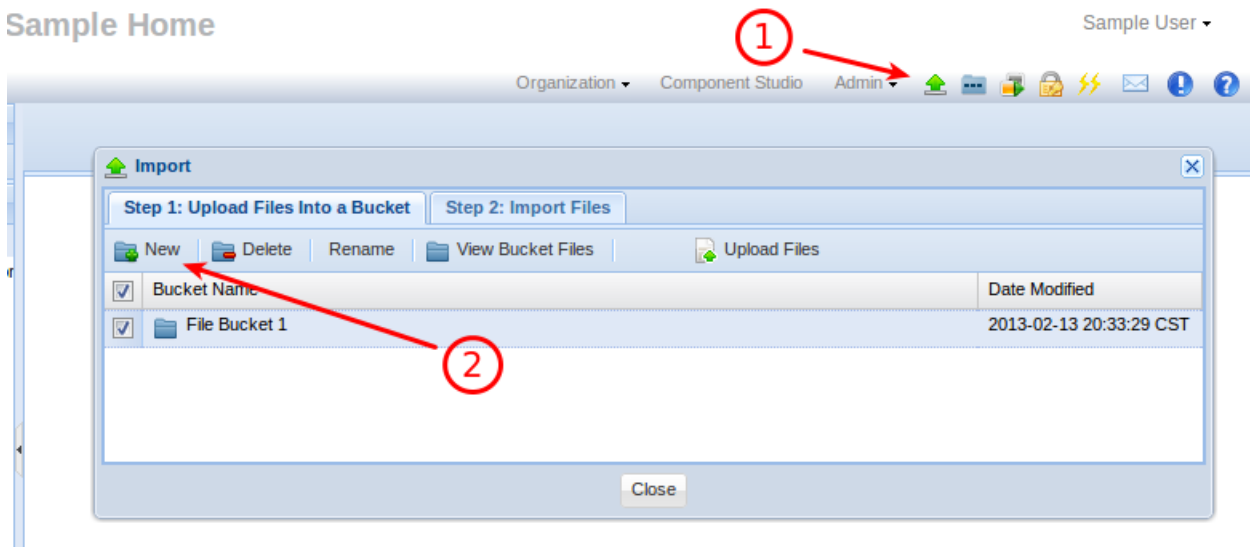 Sample Home
1
Sample User
Organization Component Studio Admin
Import
Step 1: Upload Files Into a Bucket Step 2: Import Files
New Delete Rename View Bucket Files Upload Files
Bucket Name Date Modified
File Bucket 1 2013-02-13 20:33:29 CST
2
Close